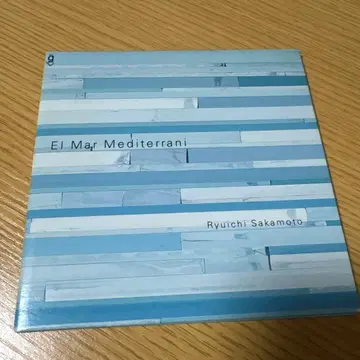 g
El Mar Mediterrani
Ryuichi Sakamoto